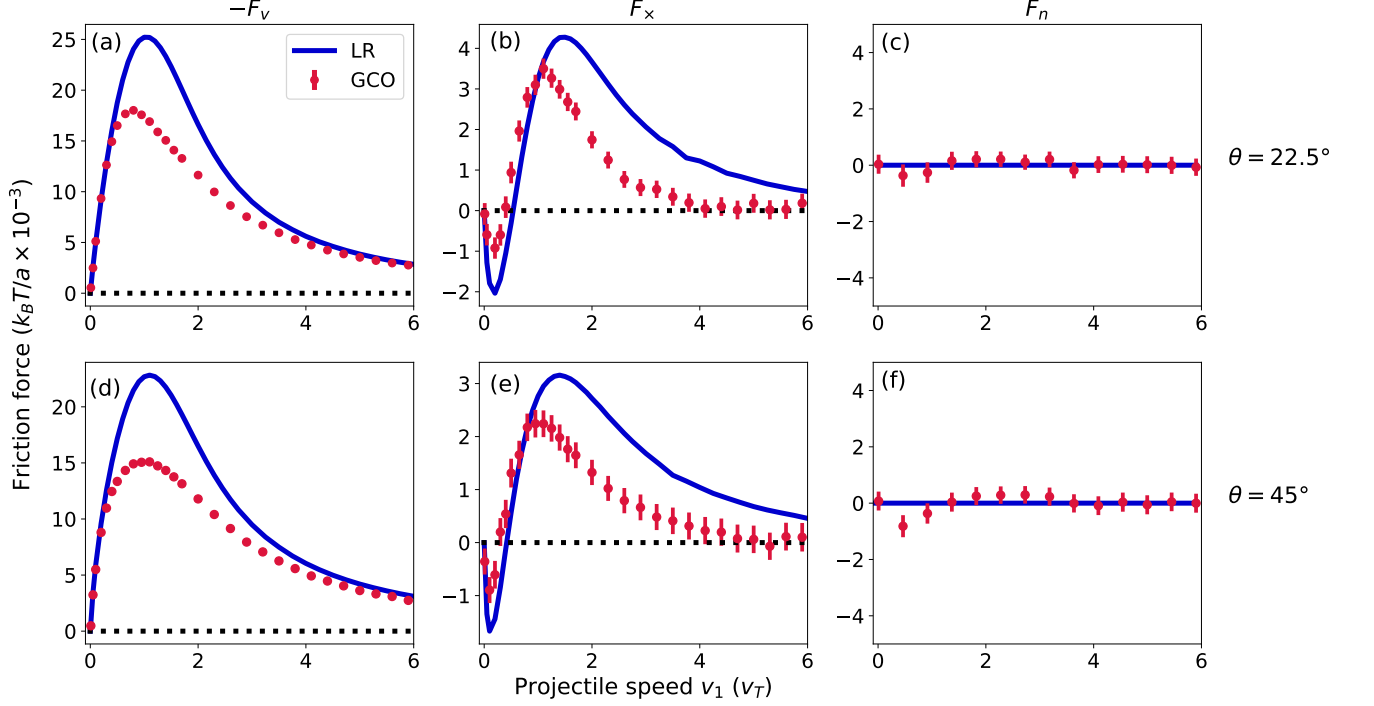 −F_v F_× F_n
(a) LR GCO (b) (c)
25 20 15 10 5 0
4 3 2 1 0 −1 −2
4 2 0 −2 −4
0 2 4 6 0 2 4 6 0 2 4 6
θ = 22.5°
Friction force (k_BT/a × 10^−3)
(d) (e) (f)
20 15 10 5 0
3 2 1 0 −1
4 2 0 −2 −4
0 2 4 6 0 2 4 6 0 2 4 6
θ = 45°
Projectile speed v_1 (v_T)